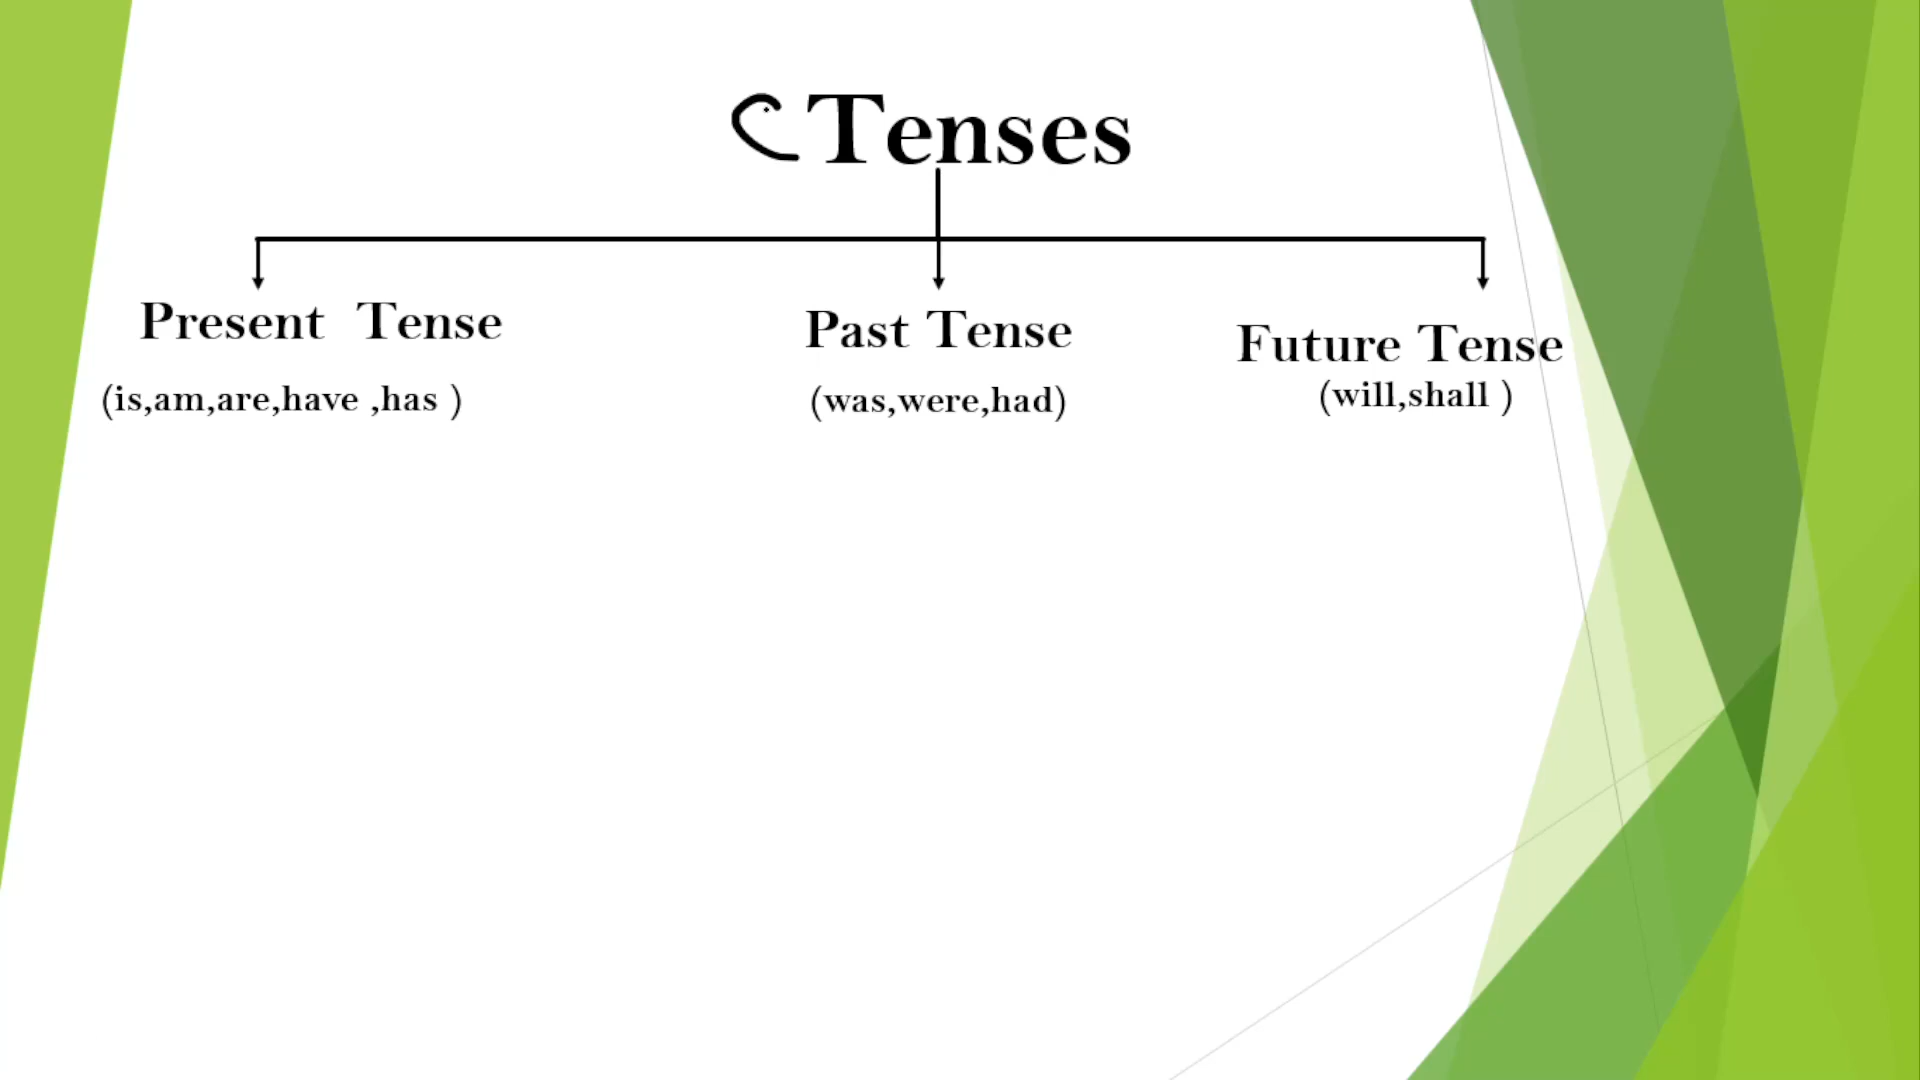 Tenses
Present Tense
(is,am,are,have ,has )
Past Tense
(was,were,had)
Future Tense
(will,shall )